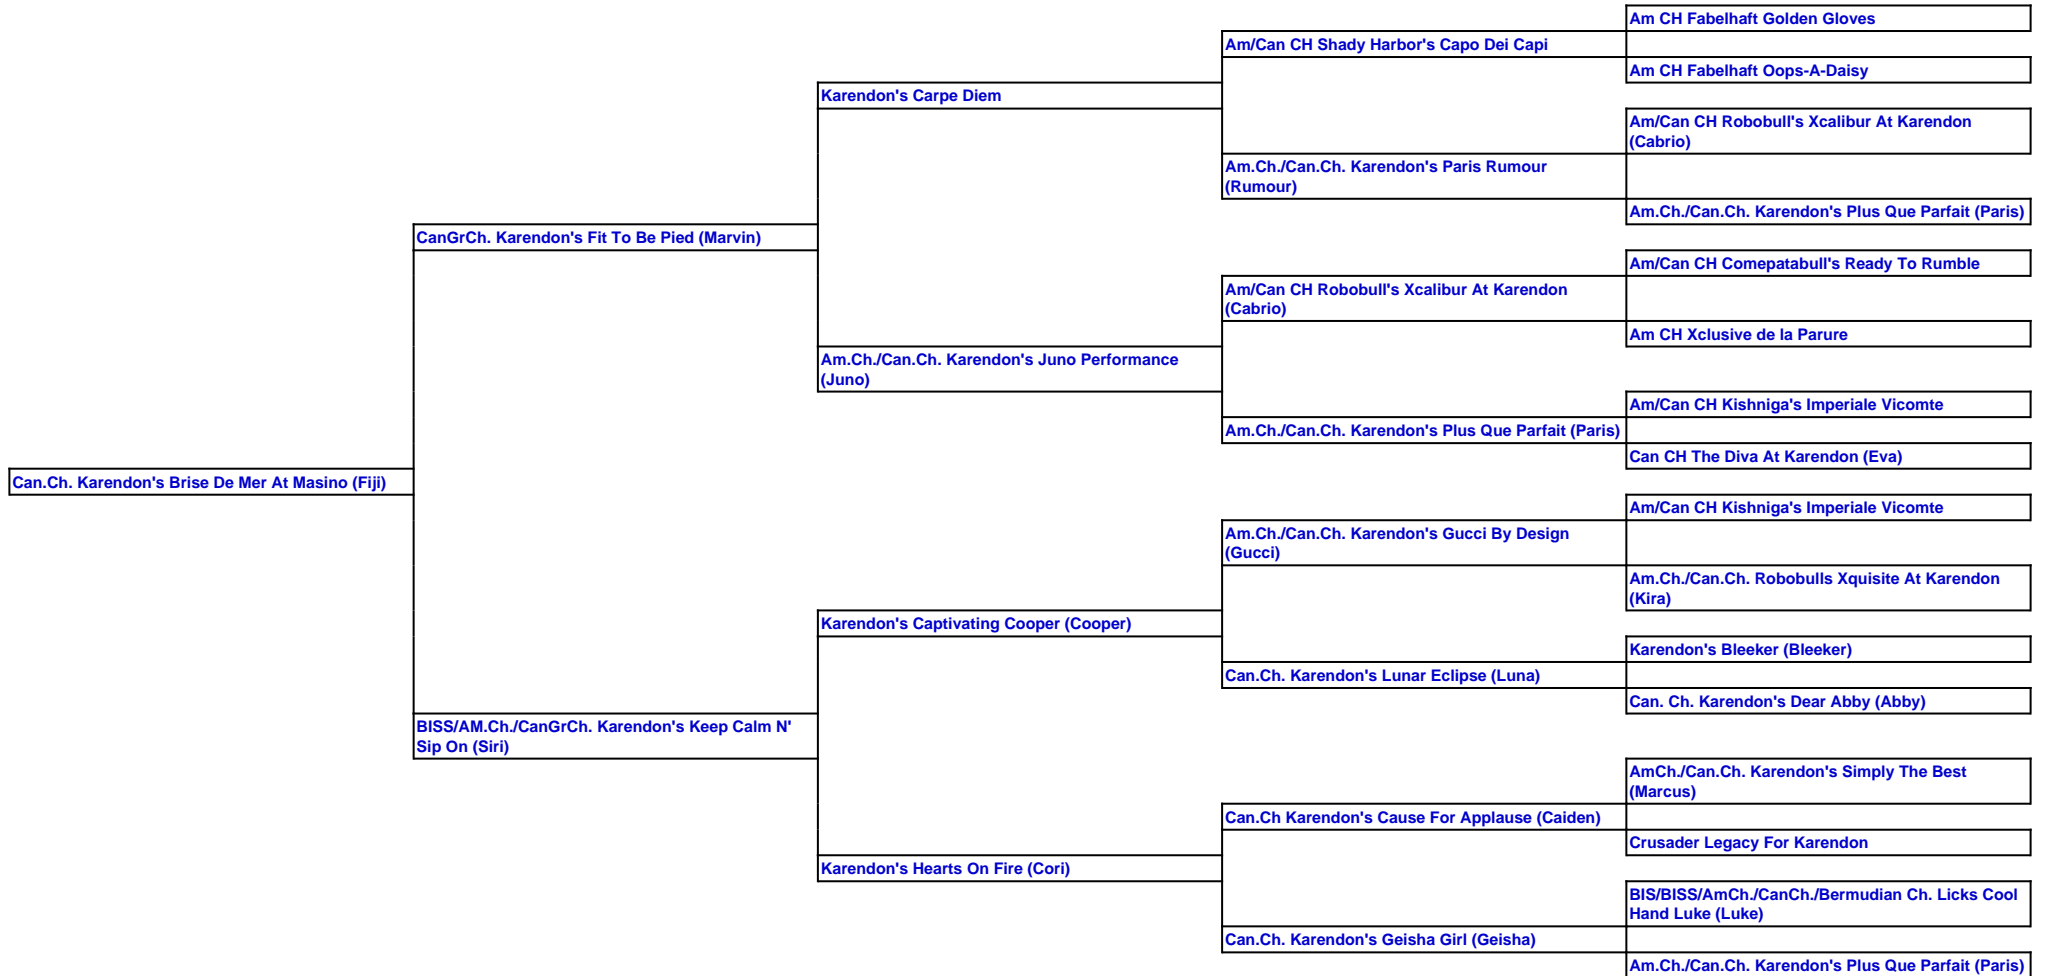 Am CH Fabelhaft Golden Gloves
Am/Can CH Shady Harbor's Capo Dei Capi
Am CH Fabelhaft Oops-A-Daisy
Karendon's Carpe Diem
Am/Can CH Robobull's Xcalibur At Karendon
(Cabrio)
Am.Ch./Can.Ch. Karendon's Paris Rumour
(Rumour)
Am.Ch./Can.Ch. Karendon's Plus Que Parfait (Paris)
CanGrCh. Karendon's Fit To Be Pied (Marvin)
Am/Can CH Comepatabull's Ready To Rumble
Am/Can CH Robobull's Xcalibur At Karendon
(Cabrio)
Am CH Xclusive de la Parure
Am.Ch./Can.Ch. Karendon's Juno Performance
(Juno)
Am/Can CH Kishniga's Imperiale Vicomte
Am.Ch./Can.Ch. Karendon's Plus Que Parfait (Paris)
Can CH The Diva At Karendon (Eva)
Can.Ch. Karendon's Brise De Mer At Masino (Fiji)
Am/Can CH Kishniga's Imperiale Vicomte
Am.Ch./Can.Ch. Karendon's Gucci By Design
(Gucci)
Am.Ch./Can.Ch. Robobulls Xquisite At Karendon
(Kira)
Karendon's Captivating Cooper (Cooper)
Karendon's Bleeker (Bleeker)
Can.Ch. Karendon's Lunar Eclipse (Luna)
Can. Ch. Karendon's Dear Abby (Abby)
BISS/AM.Ch./CanGrCh. Karendon's Keep Calm N'
Sip On (Siri)
AmCh./Can.Ch. Karendon's Simply The Best
(Marcus)
Can.Ch Karendon's Cause For Applause (Caiden)
Crusader Legacy For Karendon
Karendon's Hearts On Fire (Cori)
BIS/BISS/AmCh./CanCh./Bermudian Ch. Licks Cool
Hand Luke (Luke)
Can.Ch. Karendon's Geisha Girl (Geisha)
Am.Ch./Can.Ch. Karendon's Plus Que Parfait (Paris)